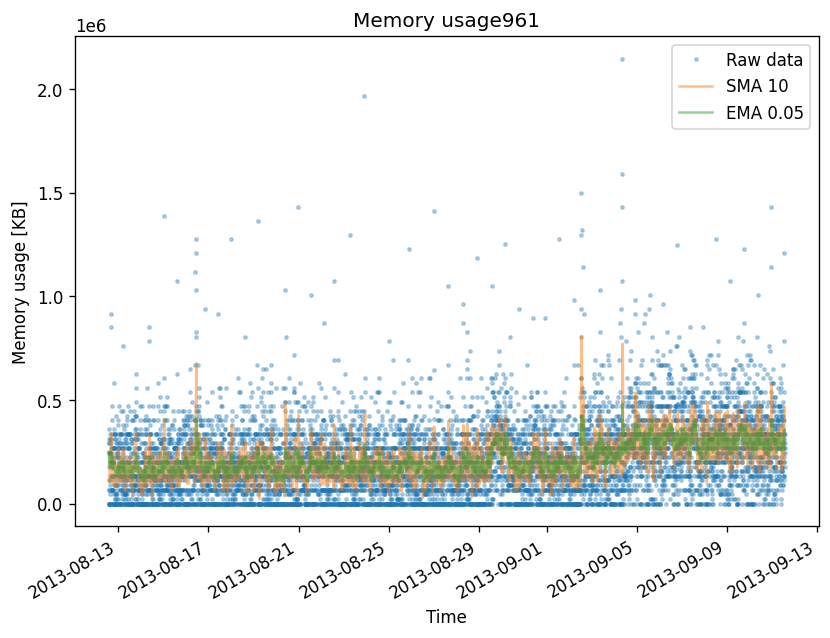 Memory usage961
1e6
Raw data
SMA 10
EMA 0.05
Memory usage [KB]
2.0
1.5
1.0
0.5
0.0
2013-08-13
2013-08-17
2013-08-21
2013-08-25
2013-08-29
2013-09-01
2013-09-05
2013-09-09
2013-09-13
Time